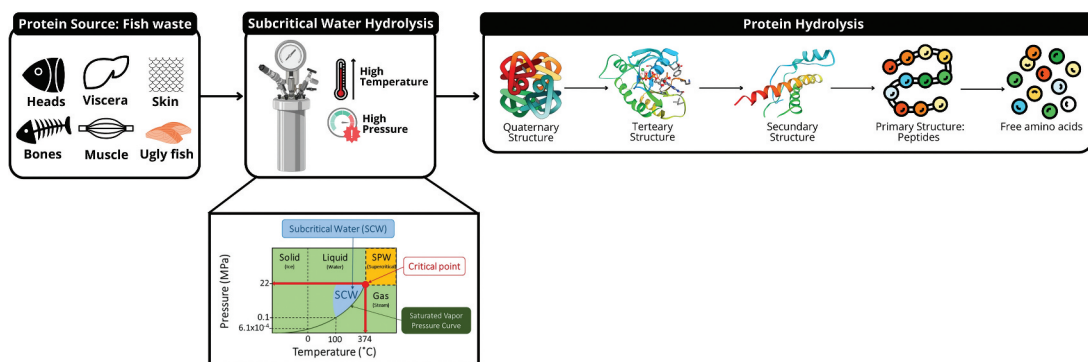 Protein Source: Fish waste
Heads
Viscera
Skin
Bones
Muscle
Ugly fish
Subcritical Water Hydrolysis
High
Temperature
High
Pressure
Protein Hydrolysis
Quaternary
Structure
Terteary
Structure
Secundary
Structure
Primary Structure:
Peptides
Free amino acids
Subcritical Water (SCW)
Solid
(Ice)
Liquid
(Water)
SPW
(Supercritical)
Critical point
SCW
Gas
(Steam)
Saturated Vapor
Pressure Curve
Pressure (MPa)
22
0.1
6.1x10⁻⁴
0
100
374
Temperature (˚C)